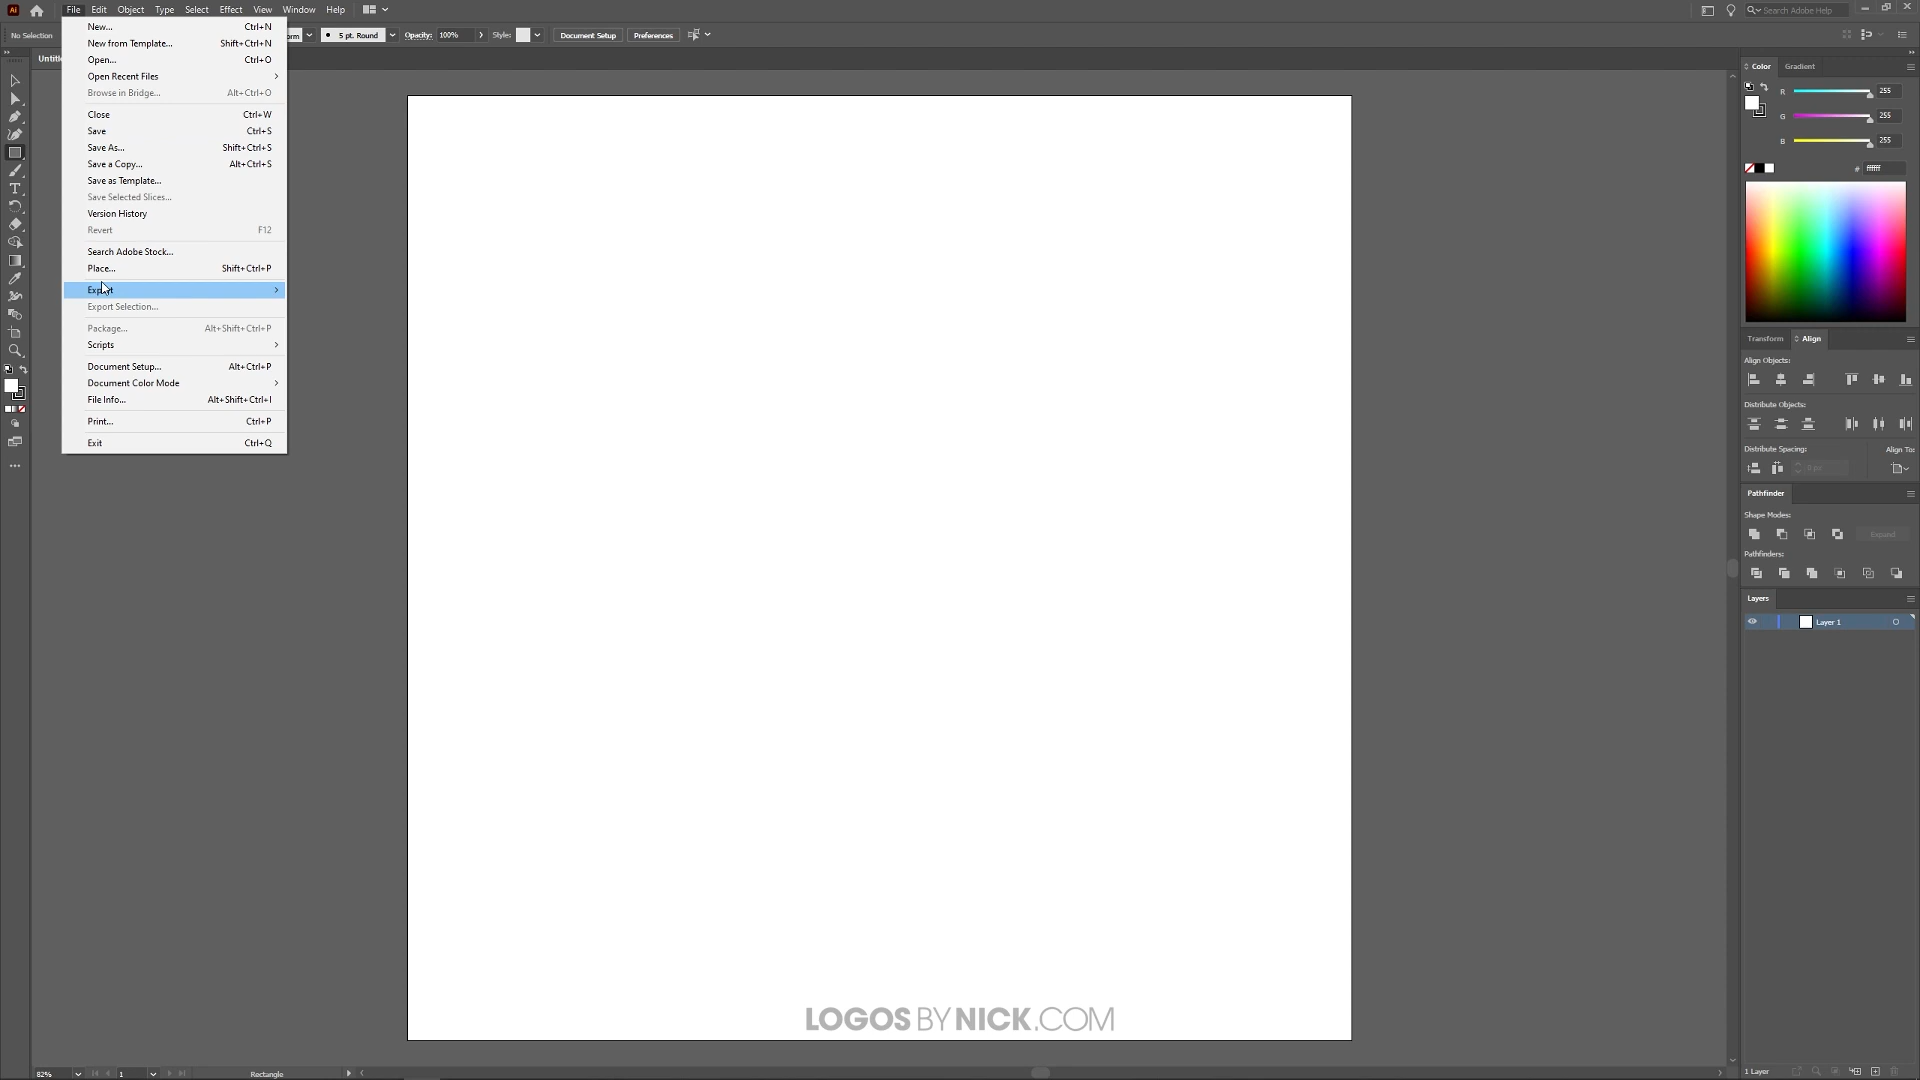 Ai File Edit Object Type Select Effect View Window Help Search Adobe Help
No Selection 5 pt. Round Opacity: 100% Style: Document Setup Preferences
New... Ctrl+N
New from Template... Shift+Ctrl+N
Open... Ctrl+O
Open Recent Files
Browse in Bridge... Alt+Ctrl+O
Close Ctrl+W
Save Ctrl+S
Save As... Shift+Ctrl+S
Save a Copy... Alt+Ctrl+S
Save as Template...
Save Selected Slices...
Version History
Revert F12
Search Adobe Stock...
Place... Shift+Ctrl+P
Export
Export Selection...
Package... Alt+Shift+Ctrl+P
Scripts
Document Setup... Alt+Ctrl+P
Document Color Mode
File Info... Alt+Shift+Ctrl+I
Print... Ctrl+P
Exit Ctrl+Q
Color Gradient
R 255
G 255
B 255
# ffffff
Transform Align
Align Objects:
Distribute Objects:
Distribute Spacing: Align To:
0 px
Pathfinder
Shape Modes:
Expand
Pathfinders:
Layers
Layer 1
LOGOS BY NICK.COM
82% 1 Rectangle 1 Layer